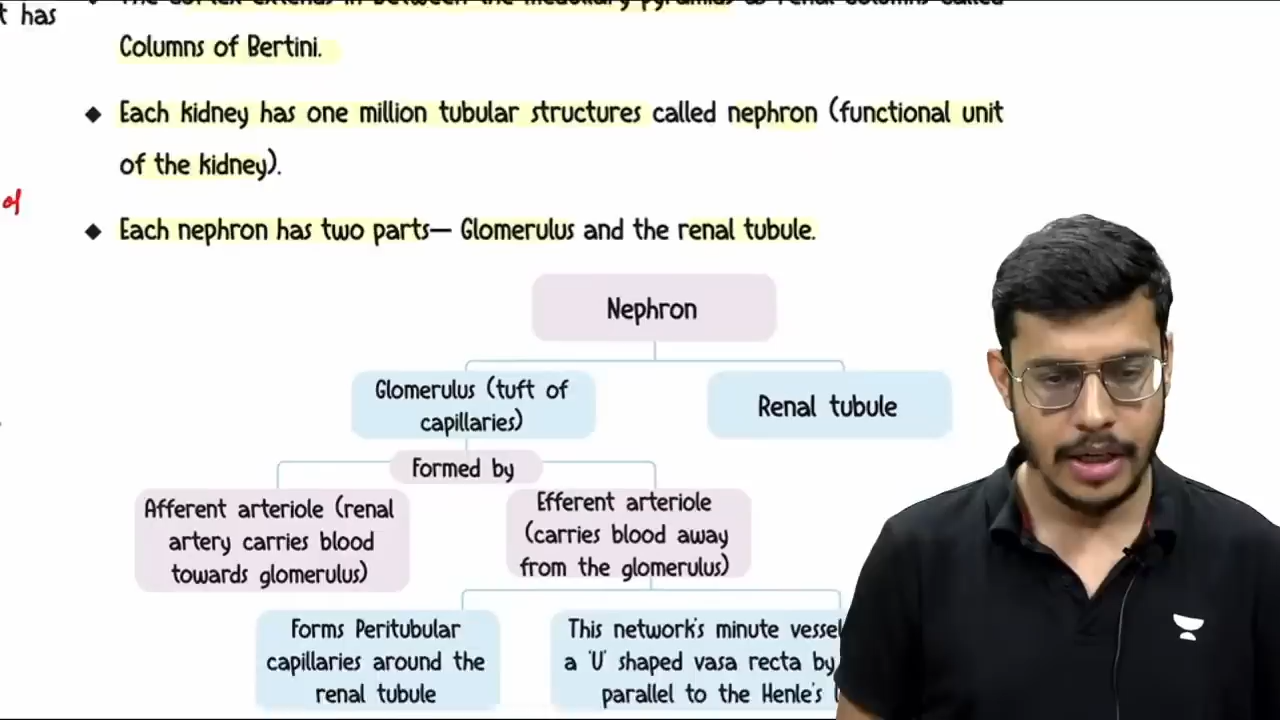 t has
Columns of Bertini.
◆ Each kidney has one million tubular structures called nephron (functional unit
of the kidney).
of
◆ Each nephron has two parts— Glomerulus and the renal tubule.
Nephron
Glomerulus (tuft of
capillaries)
Renal tubule
Formed by
Afferent arteriole (renal
artery carries blood
towards glomerulus)
Efferent arteriole
(carries blood away
from the glomerulus)
Forms Peritubular
capillaries around the
renal tubule
This network's minute vessel
a 'U' shaped vasa recta by
parallel to the Henle's